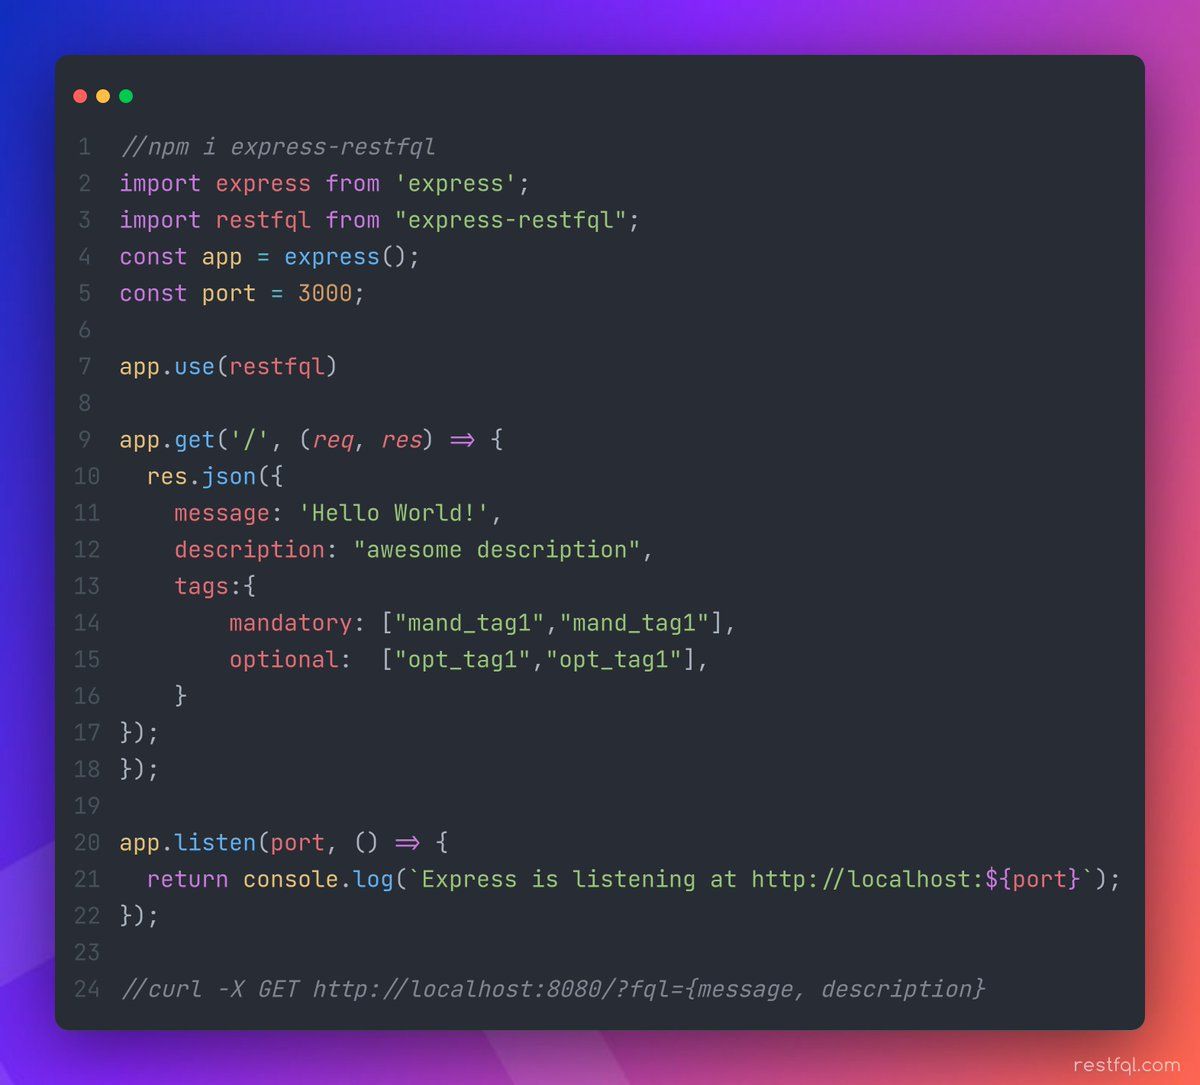 1 //npm i express-restfql
2 import express from 'express';
3 import restfql from "express-restfql";
4 const app = express();
5 const port = 3000;
6
7 app.use(restfql)
8
9 app.get('/', (req, res) => {
10   res.json({
11     message: 'Hello World!',
12     description: "awesome description",
13     tags:{
14         mandatory: ["mand_tag1","mand_tag1"],
15         optional:  ["opt_tag1","opt_tag1"],
16     }
17 });
18 });
19
20 app.listen(port, () => {
21   return console.log(`Express is listening at http://localhost:${port}`);
22 });
23
24 //curl -X GET http://localhost:8080/?fql={message, description}
restfql.com